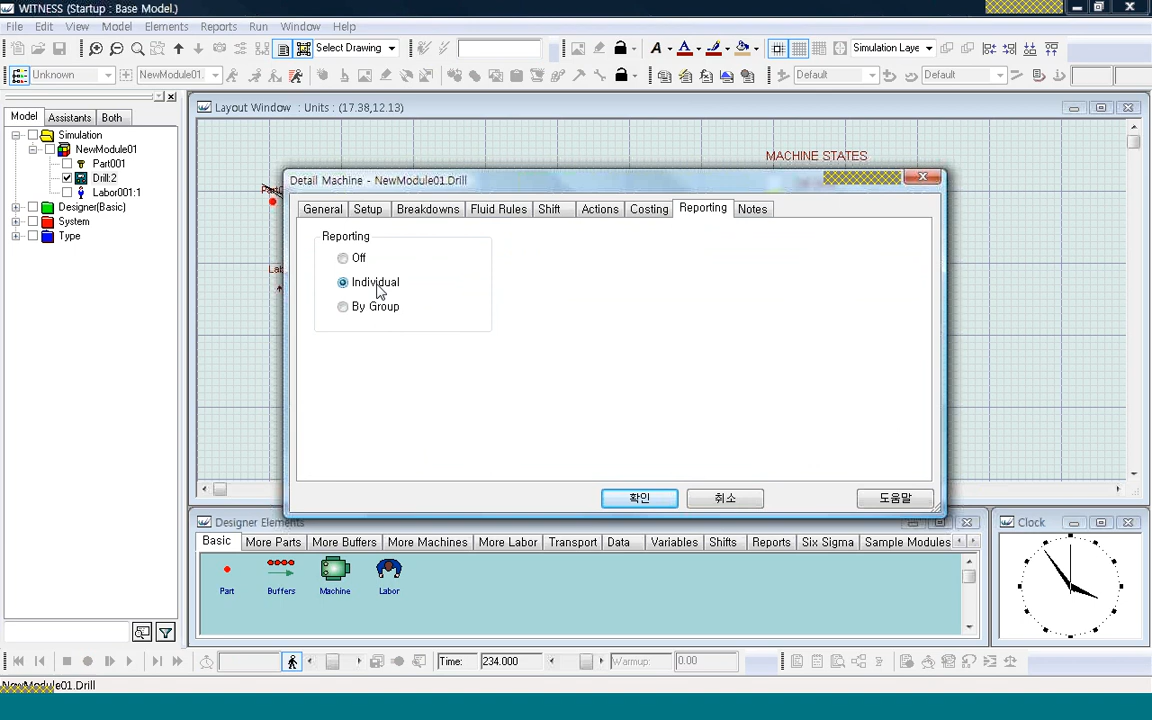 WITNESS (Startup : Base Model.)
File Edit View Model Elements Reports Run Window Help
Select Drawing
Simulation Laye
Unknown NewModule01. Default Default
Model Assistants Both
Simulation
NewModule01
Part001
Drill:2
Labor001:1
Designer(Basic)
System
Type
Layout Window : Units : (17.38,12.13)
MACHINE STATES
Detail Machine - NewModule01.Drill
General Setup Breakdowns Fluid Rules Shift Actions Costing Reporting Notes
Reporting
Off
Individual
By Group
확인 취소 도움말
Designer Elements
Basic More Parts More Buffers More Machines More Labor Transport Data Variables Shifts Reports Six Sigma Sample Modules
Part Buffers Machine Labor
Clock
Time: 234.000 Warmup: 0.00